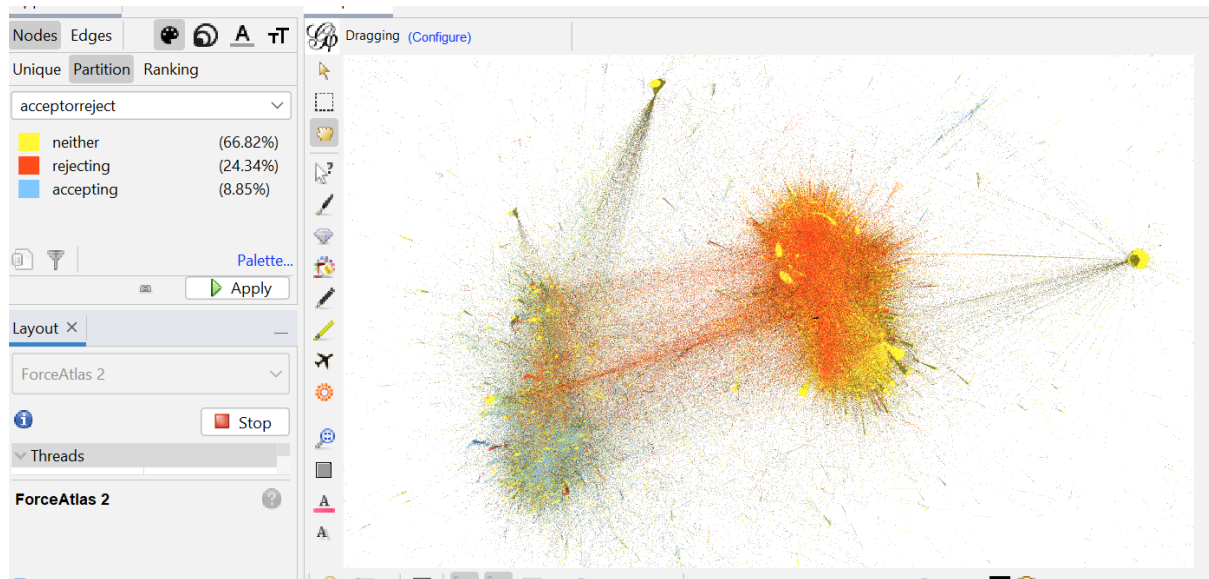 Nodes Edges A TT
Dragging (Configure)
Unique Partition Ranking
acceptorreject
neither (66.82%)
rejecting (24.34%)
accepting (8.85%)
Palette...
Apply
Layout
ForceAtlas 2
Stop
Threads
ForceAtlas 2
A
A